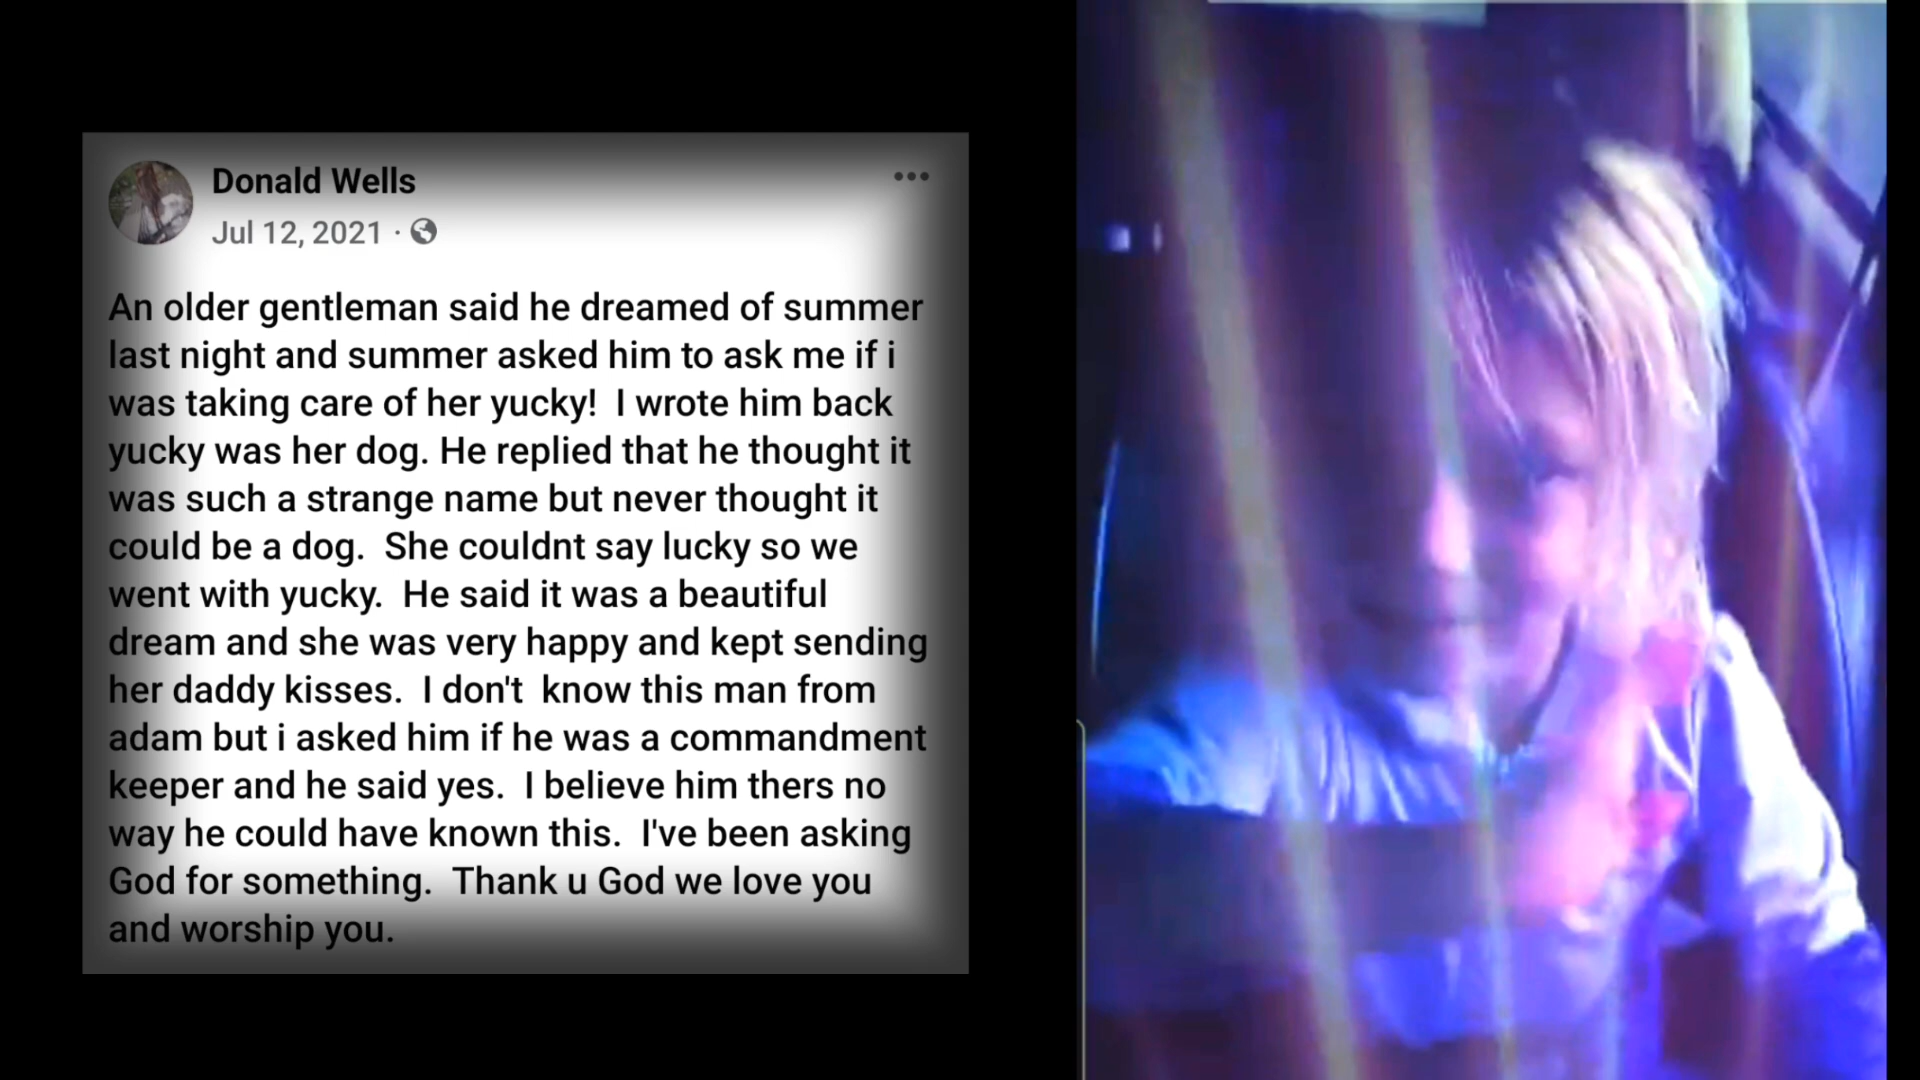 Donald Wells
Jul 12, 2021 ·
An older gentleman said he dreamed of summer
last night and summer asked him to ask me if i
was taking care of her yucky!  I wrote him back
yucky was her dog. He replied that he thought it
was such a strange name but never thought it
could be a dog.  She couldnt say lucky so we
went with yucky.  He said it was a beautiful
dream and she was very happy and kept sending
her daddy kisses.  I don't  know this man from
adam but i asked him if he was a commandment
keeper and he said yes.  I believe him thers no
way he could have known this.  I've been asking
God for something.  Thank u God we love you
and worship you.